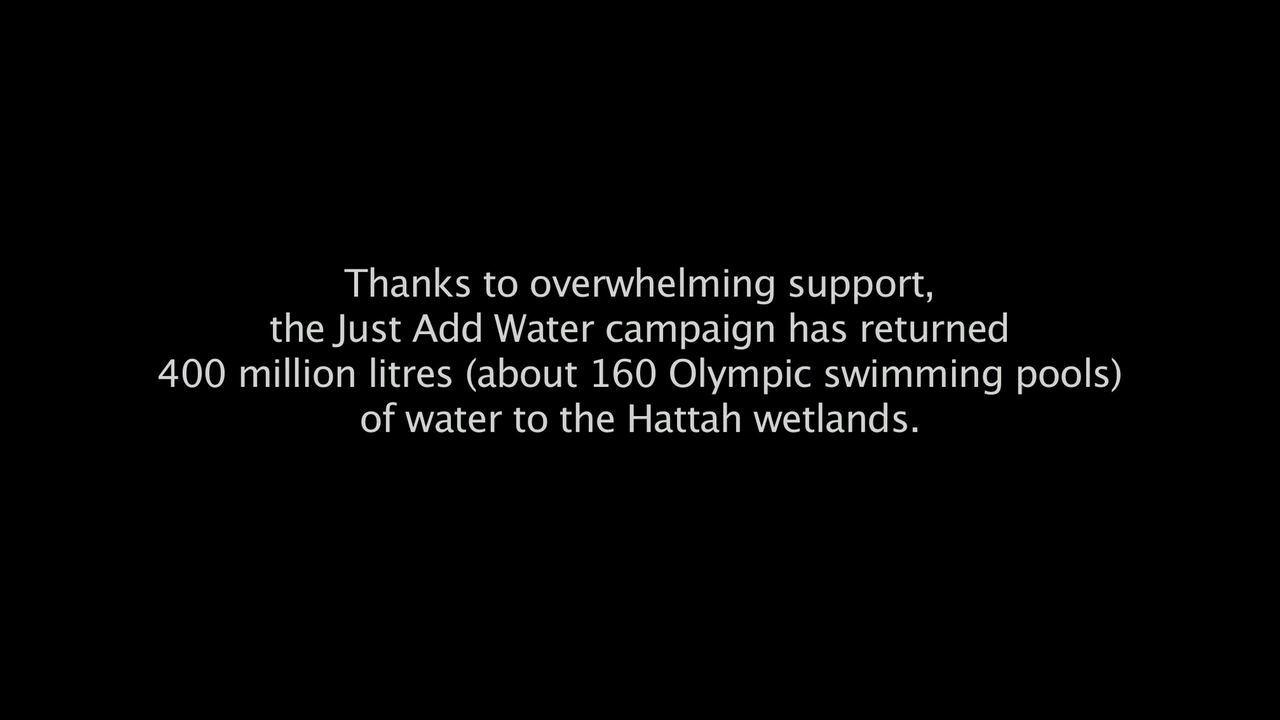 Thanks to overwhelming support,
the Just Add Water campaign has returned
400 million litres (about 160 Olympic swimming pools)
of water to the Hattah wetlands.